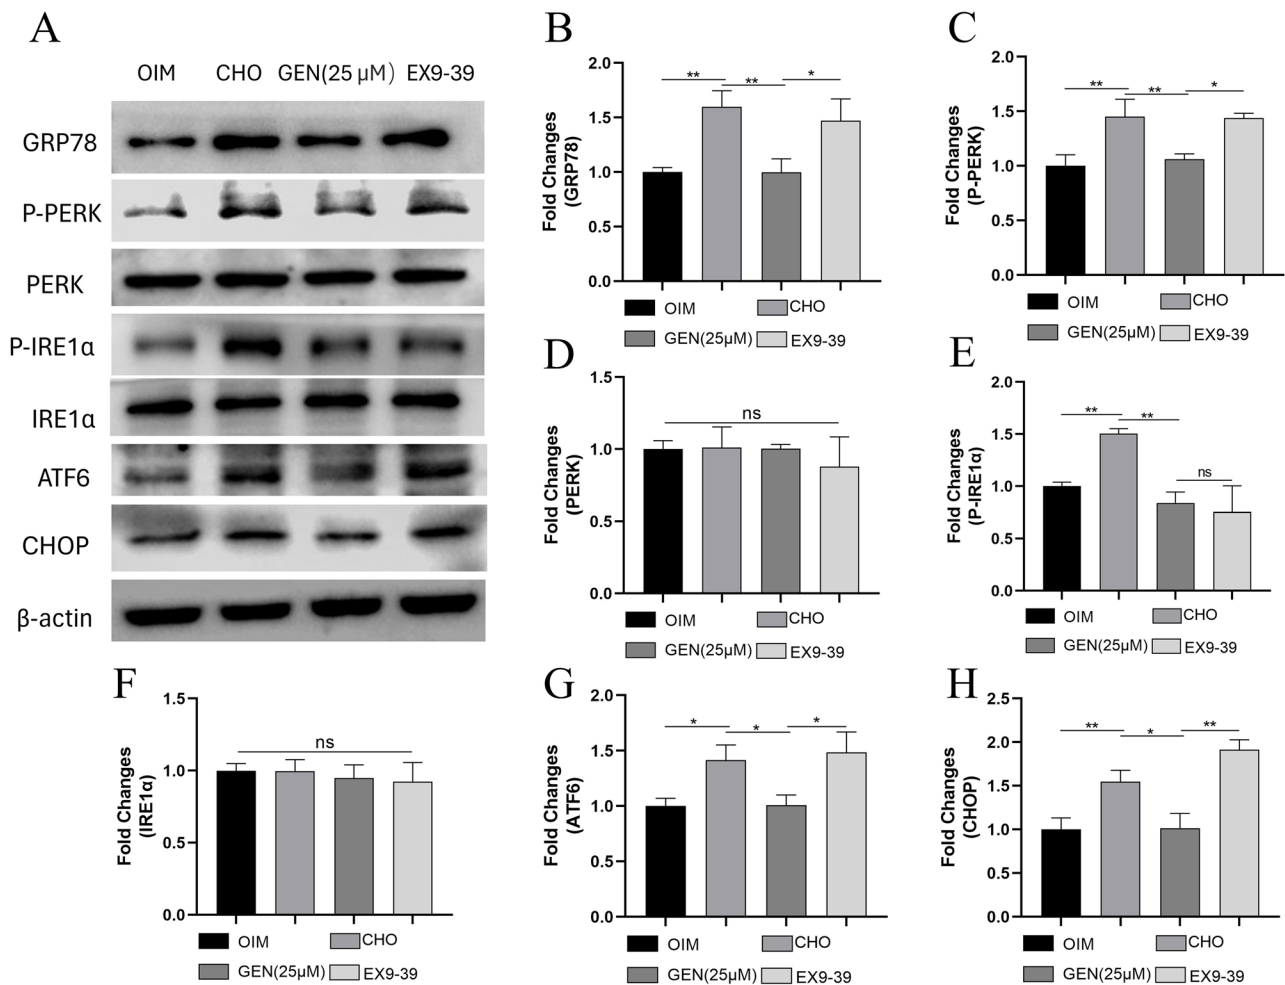 A
OIM CHO GEN(25 μM) EX9-39
GRP78
P-PERK
PERK
P-IRE1α
IRE1α
ATF6
CHOP
β-actin
B
Fold Changes
(GRP78)
2.0
1.5
1.0
0.5
0.0
** ** *
OIM CHO
GEN(25μM) EX9-39
C
Fold Changes
(P-PERK)
2.0
1.5
1.0
0.5
0.0
** ** *
OIM CHO
GEN(25μM) EX9-39
D
Fold Changes
(PERK)
1.5
1.0
0.5
0.0
ns
OIM CHO
GEN(25μM) EX9-39
E
Fold Changes
(P-IRE1α)
2.0
1.5
1.0
0.5
0.0
** ** ns
OIM CHO
GEN(25μM) EX9-39
F
Fold Changes
(IRE1α)
1.5
1.0
0.5
0.0
ns
OIM CHO
GEN(25μM) EX9-39
G
Fold Changes
(ATF6)
2.0
1.5
1.0
0.5
0.0
* * *
OIM CHO
GEN(25μM) EX9-39
H
Fold Changes
(CHOP)
2.5
2.0
1.5
1.0
0.5
0.0
** * **
OIM CHO
GEN(25μM) EX9-39